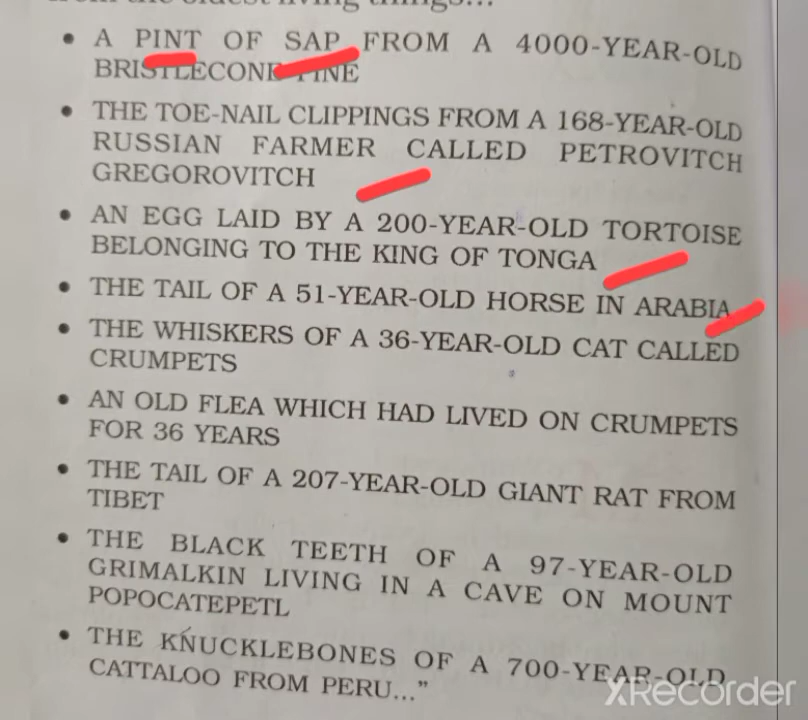 from the oldest living things...
• A PINT OF SAP FROM A 4000-YEAR-OLD
BRISTLECONE PINE
• THE TOE-NAIL CLIPPINGS FROM A 168-YEAR-OLD
RUSSIAN FARMER CALLED PETROVITCH
GREGOROVITCH
• AN EGG LAID BY A 200-YEAR-OLD TORTOISE
BELONGING TO THE KING OF TONGA
• THE TAIL OF A 51-YEAR-OLD HORSE IN ARABIA
• THE WHISKERS OF A 36-YEAR-OLD CAT CALLED
CRUMPETS
• AN OLD FLEA WHICH HAD LIVED ON CRUMPETS
FOR 36 YEARS
• THE TAIL OF A 207-YEAR-OLD GIANT RAT FROM
TIBET
• THE BLACK TEETH OF A 97-YEAR-OLD
GRIMALKIN LIVING IN A CAVE ON MOUNT
POPOCATEPETL
• THE KNUCKLEBONES OF A 700-YEAR-OLD
CATTALOO FROM PERU...”
XRecorder